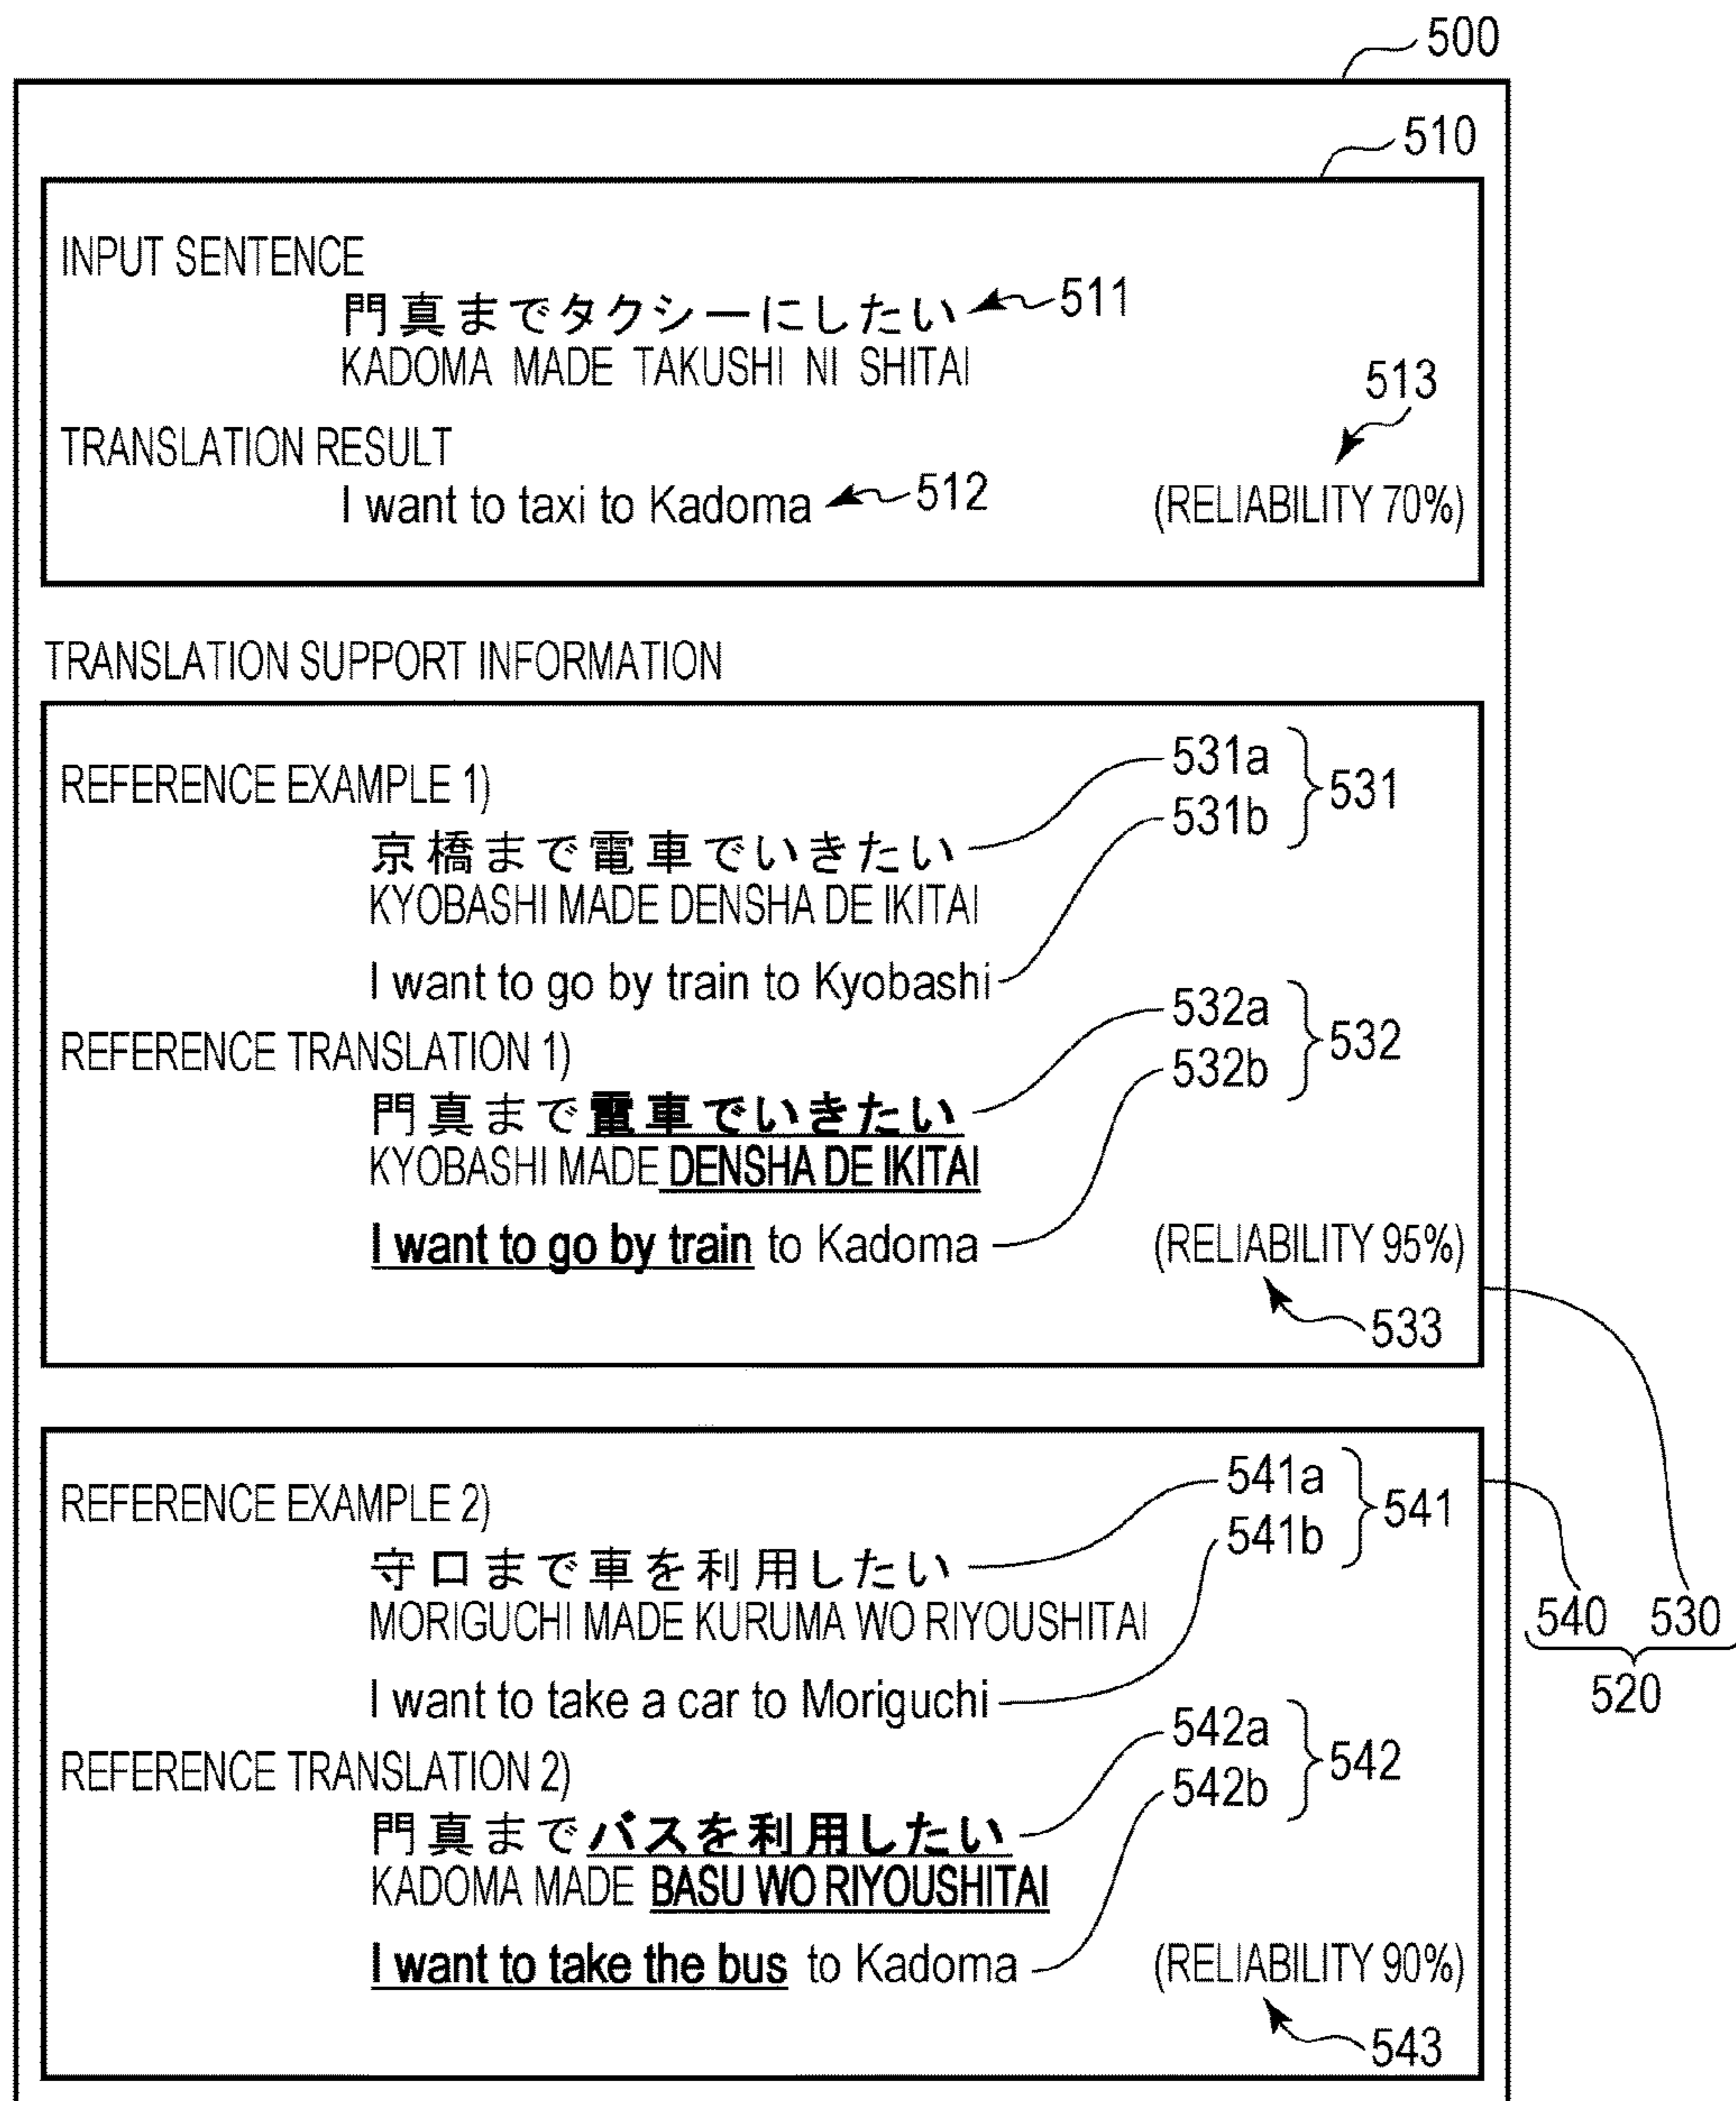 500
510
INPUT SENTENCE
門真までタクシーにしたい 511
KADOMA MADE TAKUSHI NI SHITAI
513
TRANSLATION RESULT
I want to taxi to Kadoma 512 (RELIABILITY 70%)
TRANSLATION SUPPORT INFORMATION
531a
REFERENCE EXAMPLE 1) 531
531b
京橋まで電車でいきたい
KYOBASHI MADE DENSHA DE IKITAI
I want to go by train to Kyobashi
532a
REFERENCE TRANSLATION 1) 532
532b
門真まで電車でいきたい
KYOBASHI MADE DENSHA DE IKITAI
I want to go by train to Kadoma (RELIABILITY 95%)
533
541a
REFERENCE EXAMPLE 2) 541
541b
守口まで車を利用したい
MORIGUCHI MADE KURUMA WO RIYOUSHITAI
540 530
520
I want to take a car to Moriguchi
542a
REFERENCE TRANSLATION 2) 542
542b
門真までバスを利用したい
KADOMA MADE BASU WO RIYOUSHITAI
I want to take the bus to Kadoma (RELIABILITY 90%)
543